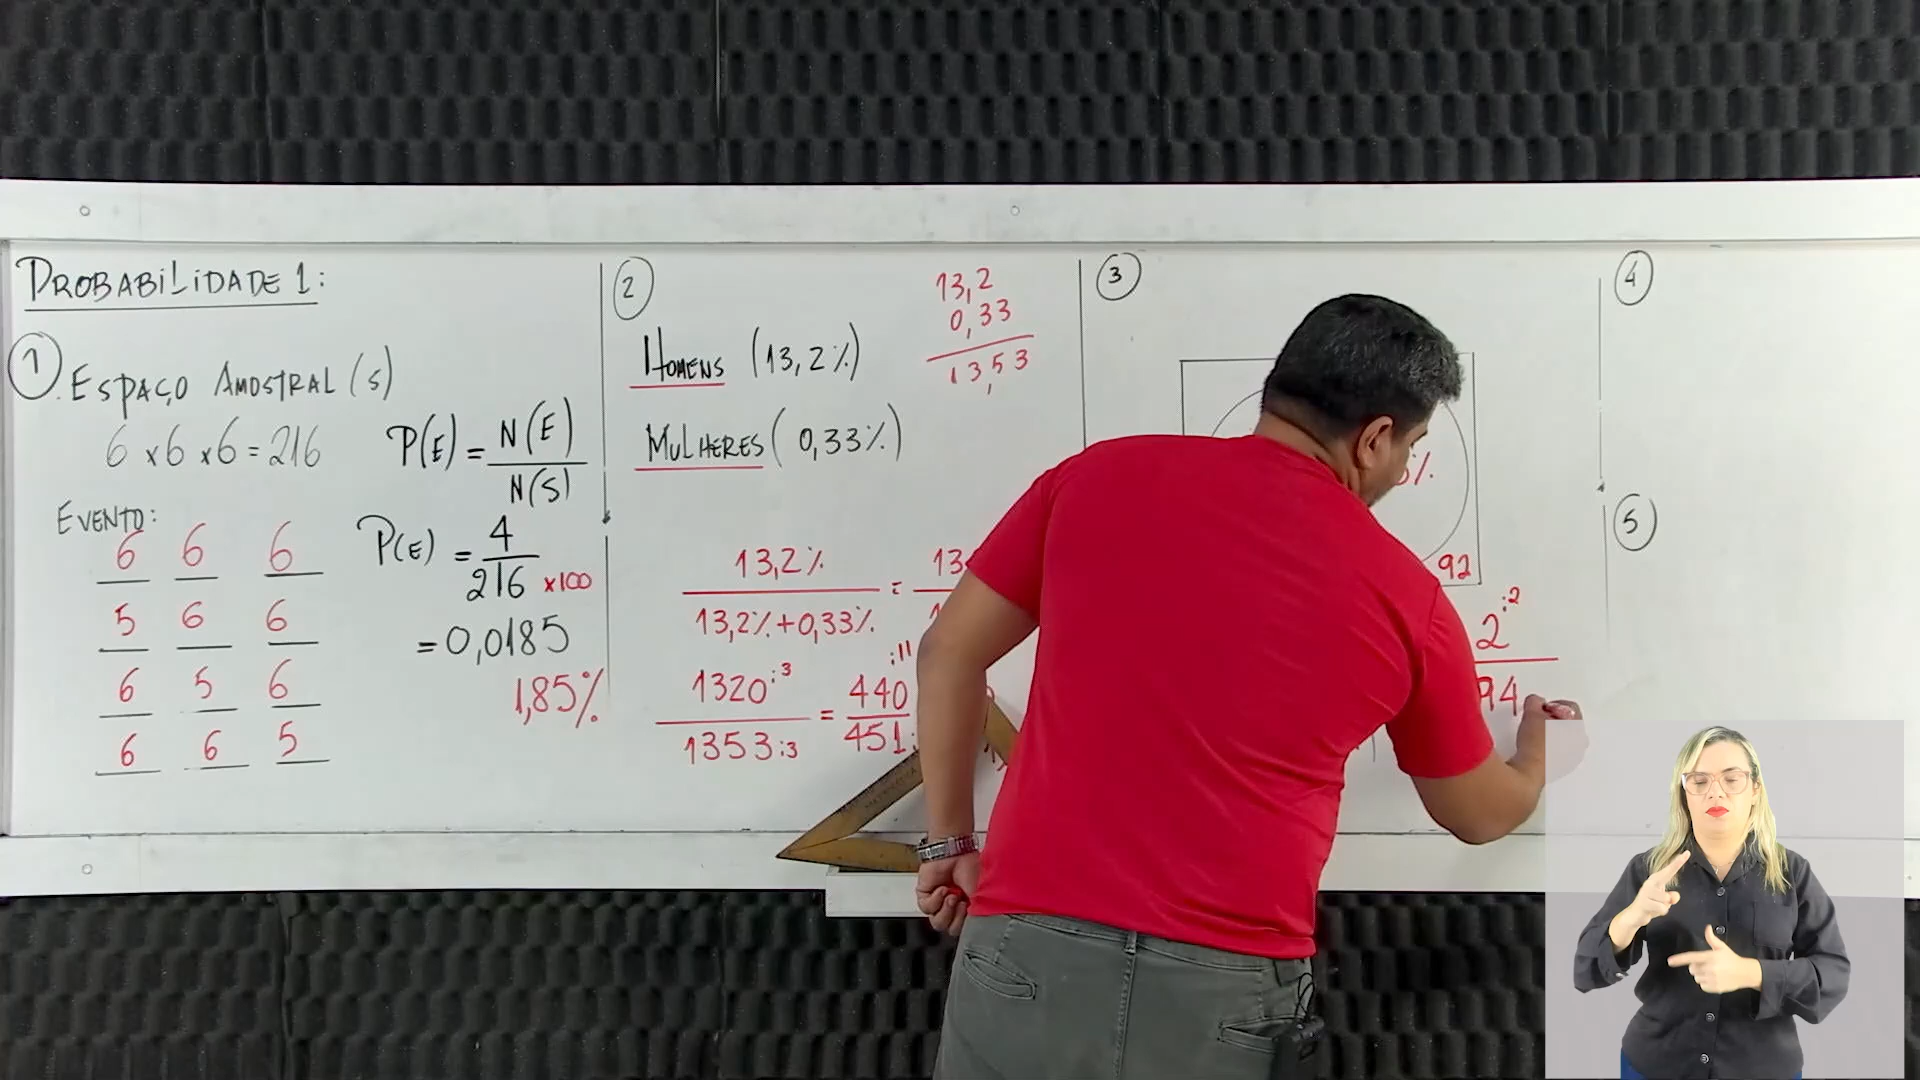 PROBABILIDADE 1:
1
ESPAÇO AMOSTRAL (S)
6 x 6 x 6 = 216
P(E) = N(E)
N(S)
EVENTO:
6 6 6
5 6 6
6 5 6
6 6 5
P(E) = 4
216 x100
= 0,0185
1,85%
2
13,2
0,33
13,53
HOMENS (13,2%)
MULHERES (0,33%)
13,2%
13,2% + 0,33%
=
1320:3
1353:3
= 440:11
451:
3
92
2:2
94
4
5